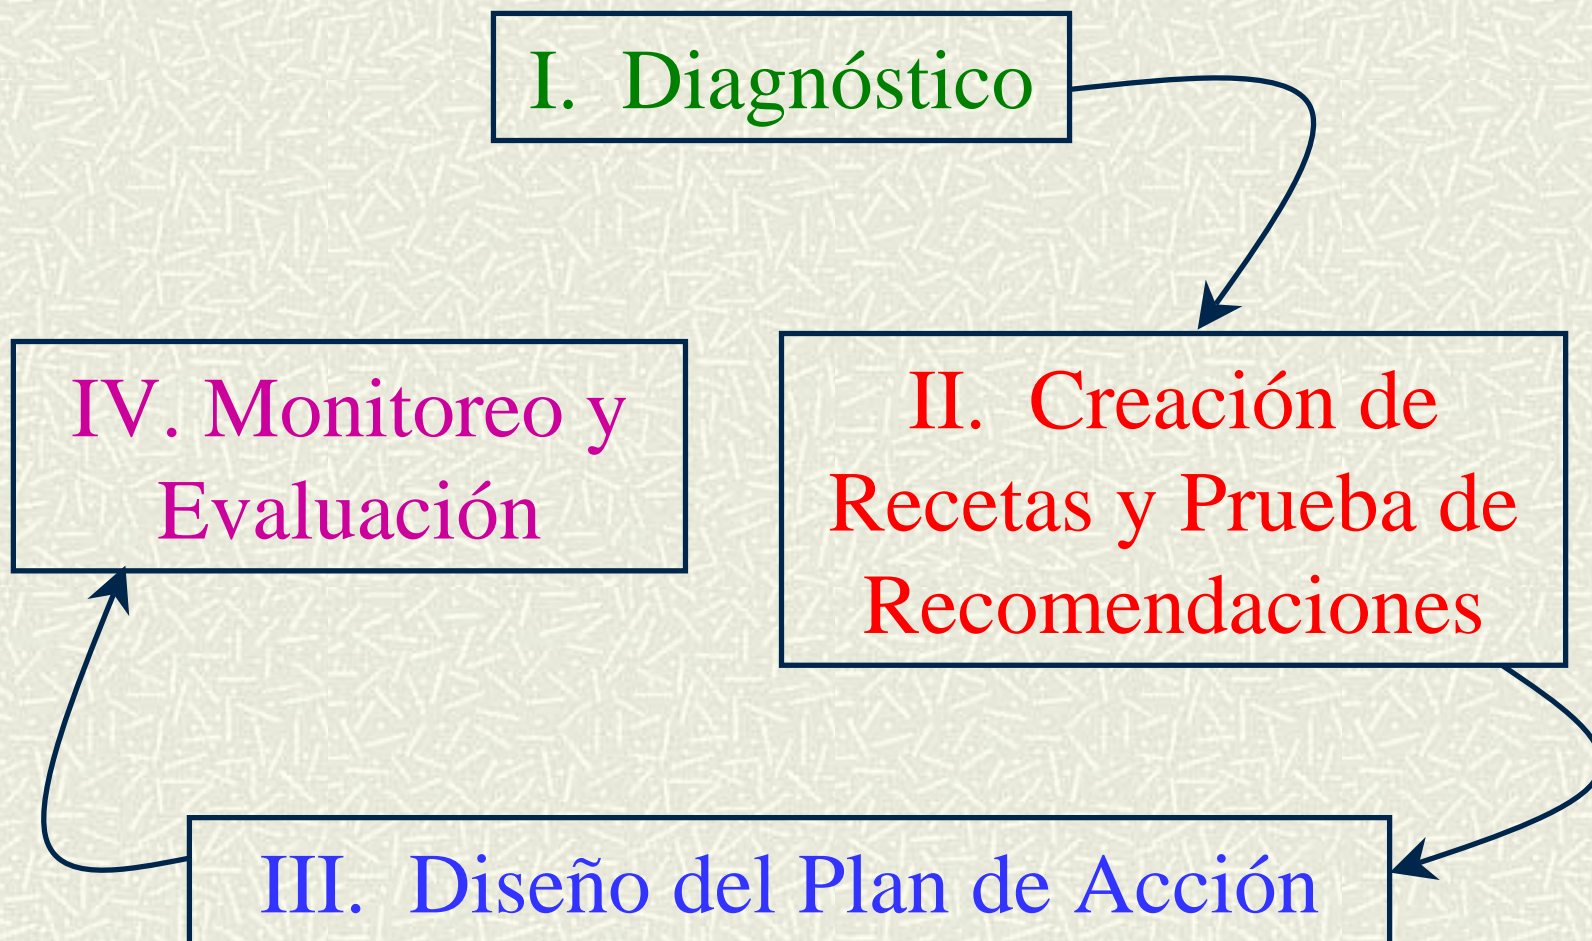 I. Diagnóstico
II. Creación de
Recetas y Prueba de
Recomendaciones
III. Diseño del Plan de Acción
IV. Monitoreo y
Evaluación